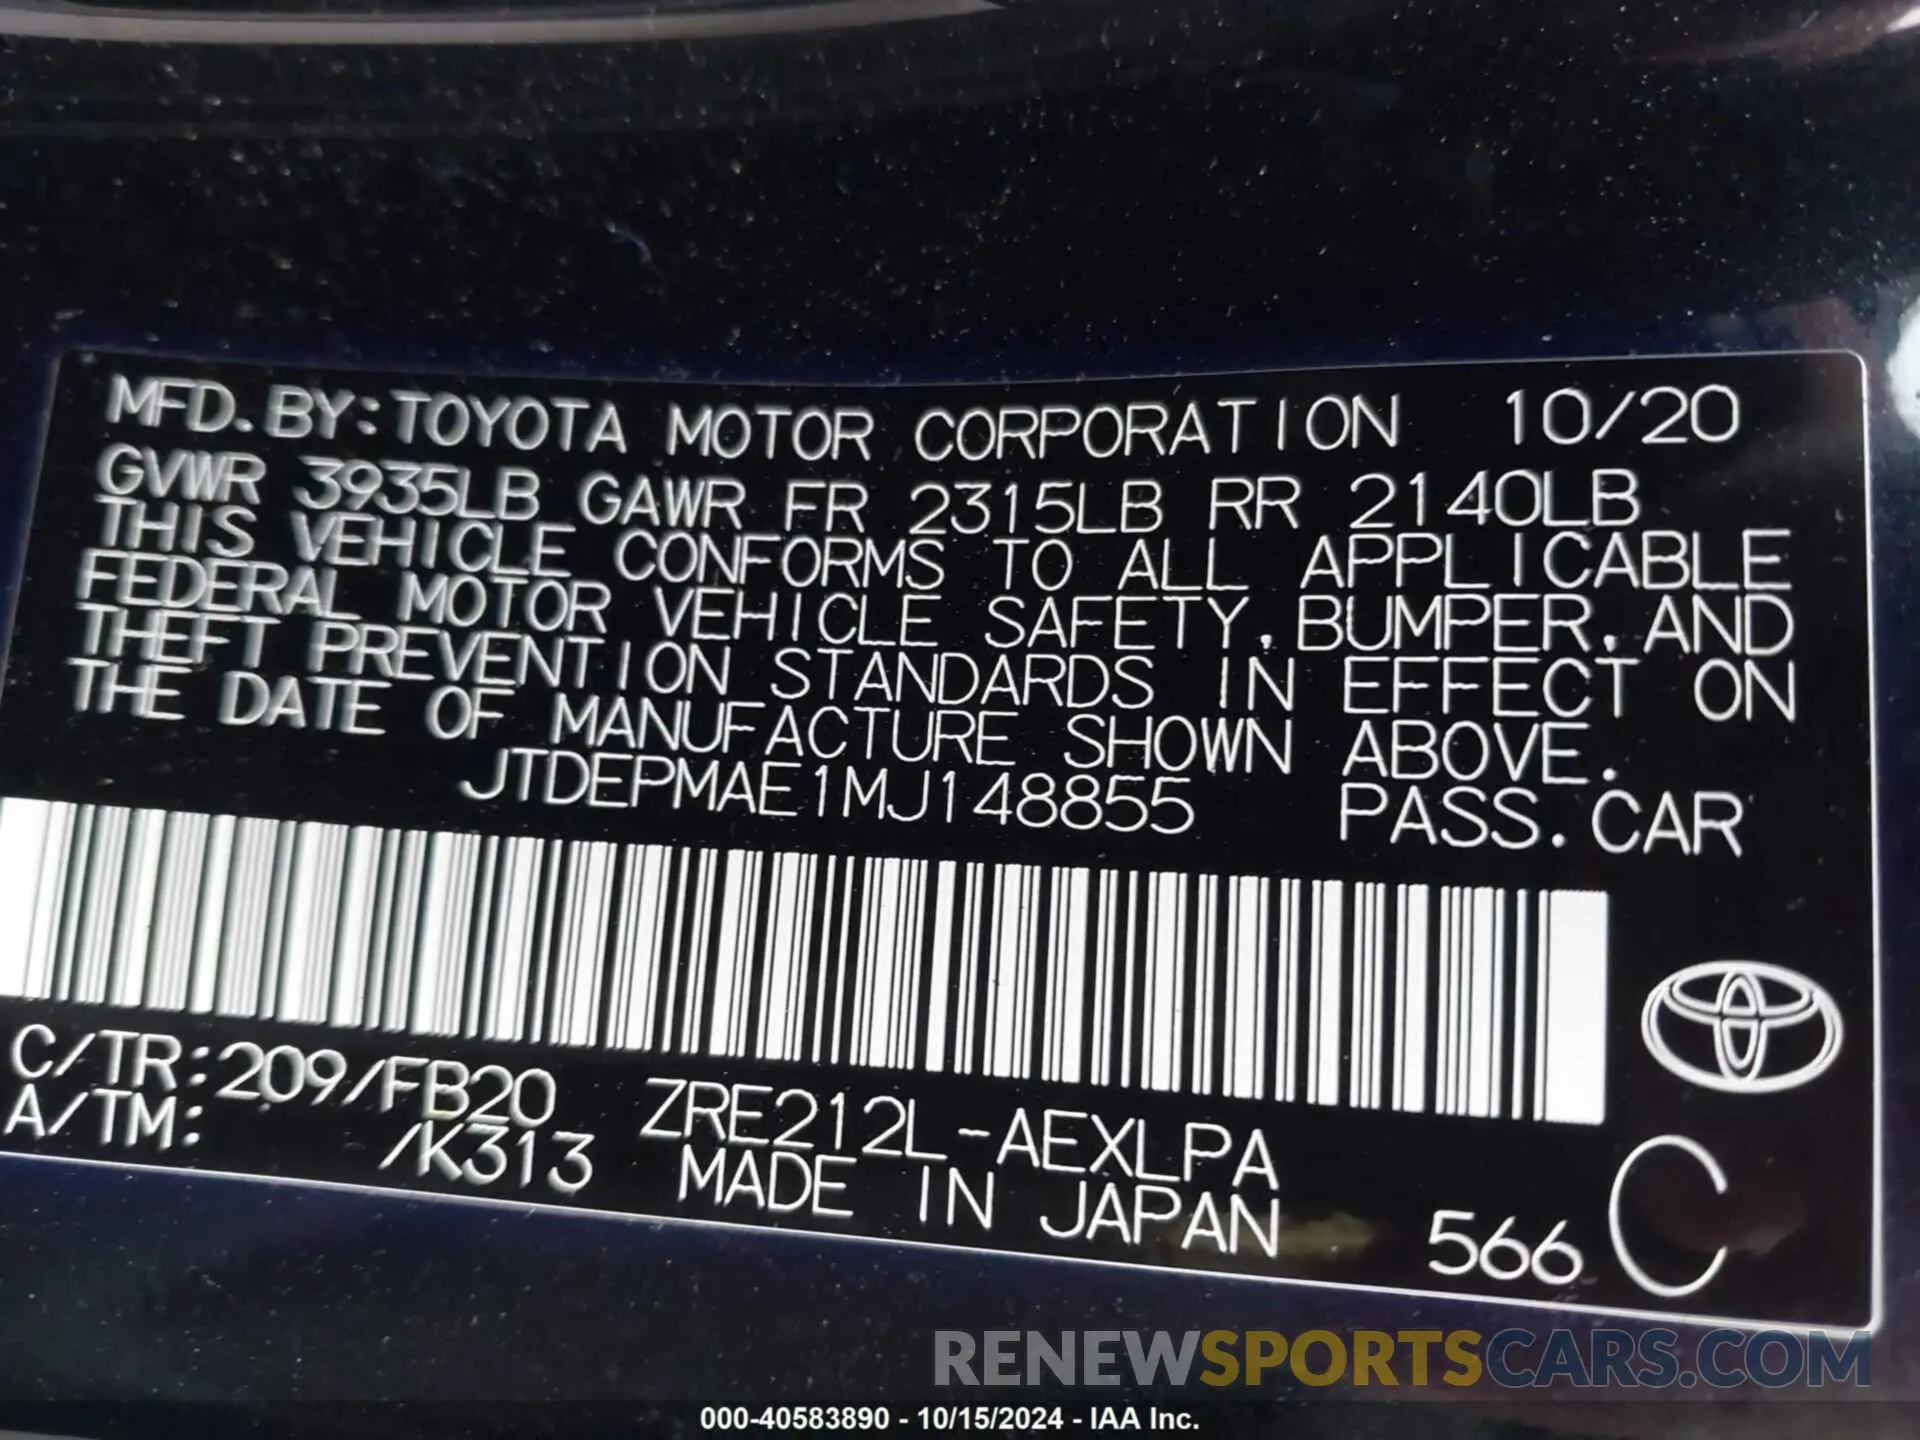 MFD. BY: TOYOTA MOTOR CORPORATION 10/20
GVWR 3935LB GAWR FR 2315LB RR 2140LB
THIS VEHICLE CONFORMS TO ALL APPLICABLE
FEDERAL MOTOR VEHICLE SAFETY, BUMPER, AND
THEFT PREVENTION STANDARDS IN EFFECT ON
THE DATE OF MANUFACTURE SHOWN ABOVE.
JTDEPMAE1MJ148855 PASS. CAR
C/TR: 209/FB20 ZRE212L-AEXLPA
A/TM: /K313 MADE IN JAPAN 566 C
RENEWSPORTSCARS.COM
000-40583890 - 10/15/2024 - IAA Inc.